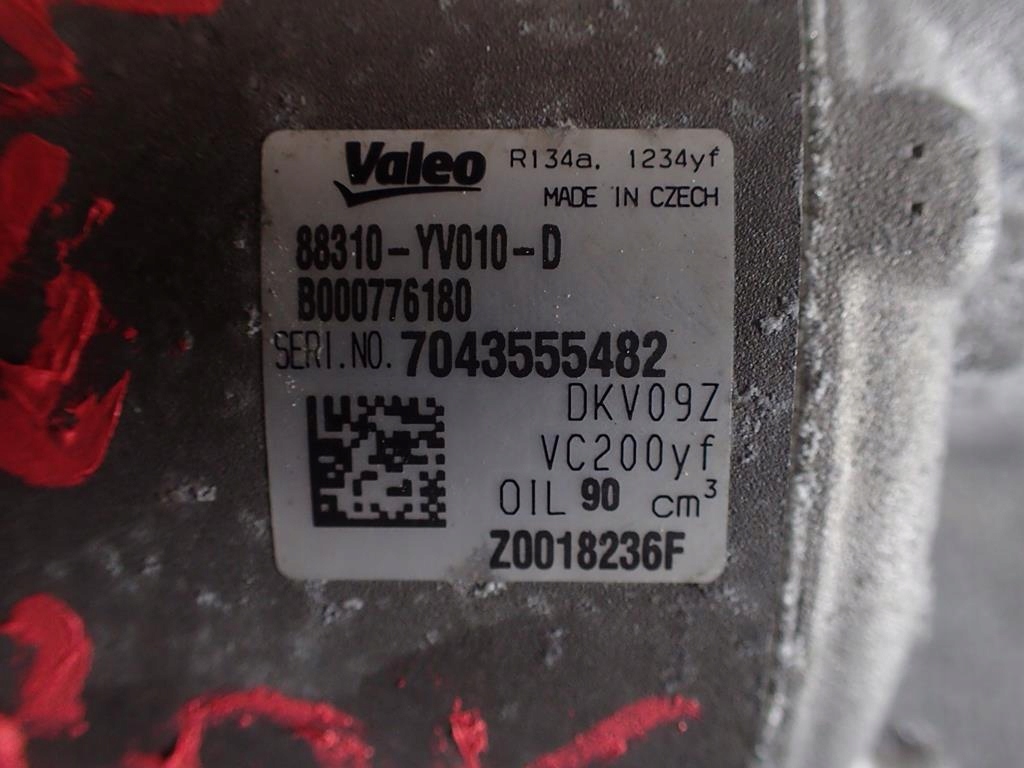 Valeo R134a. 1234yf
MADE IN CZECH
88310-YV010-D
B000776180
SERI.NO. 7043555482
DKV09Z
VC200yf
OIL 90 cm³
Z0018236F